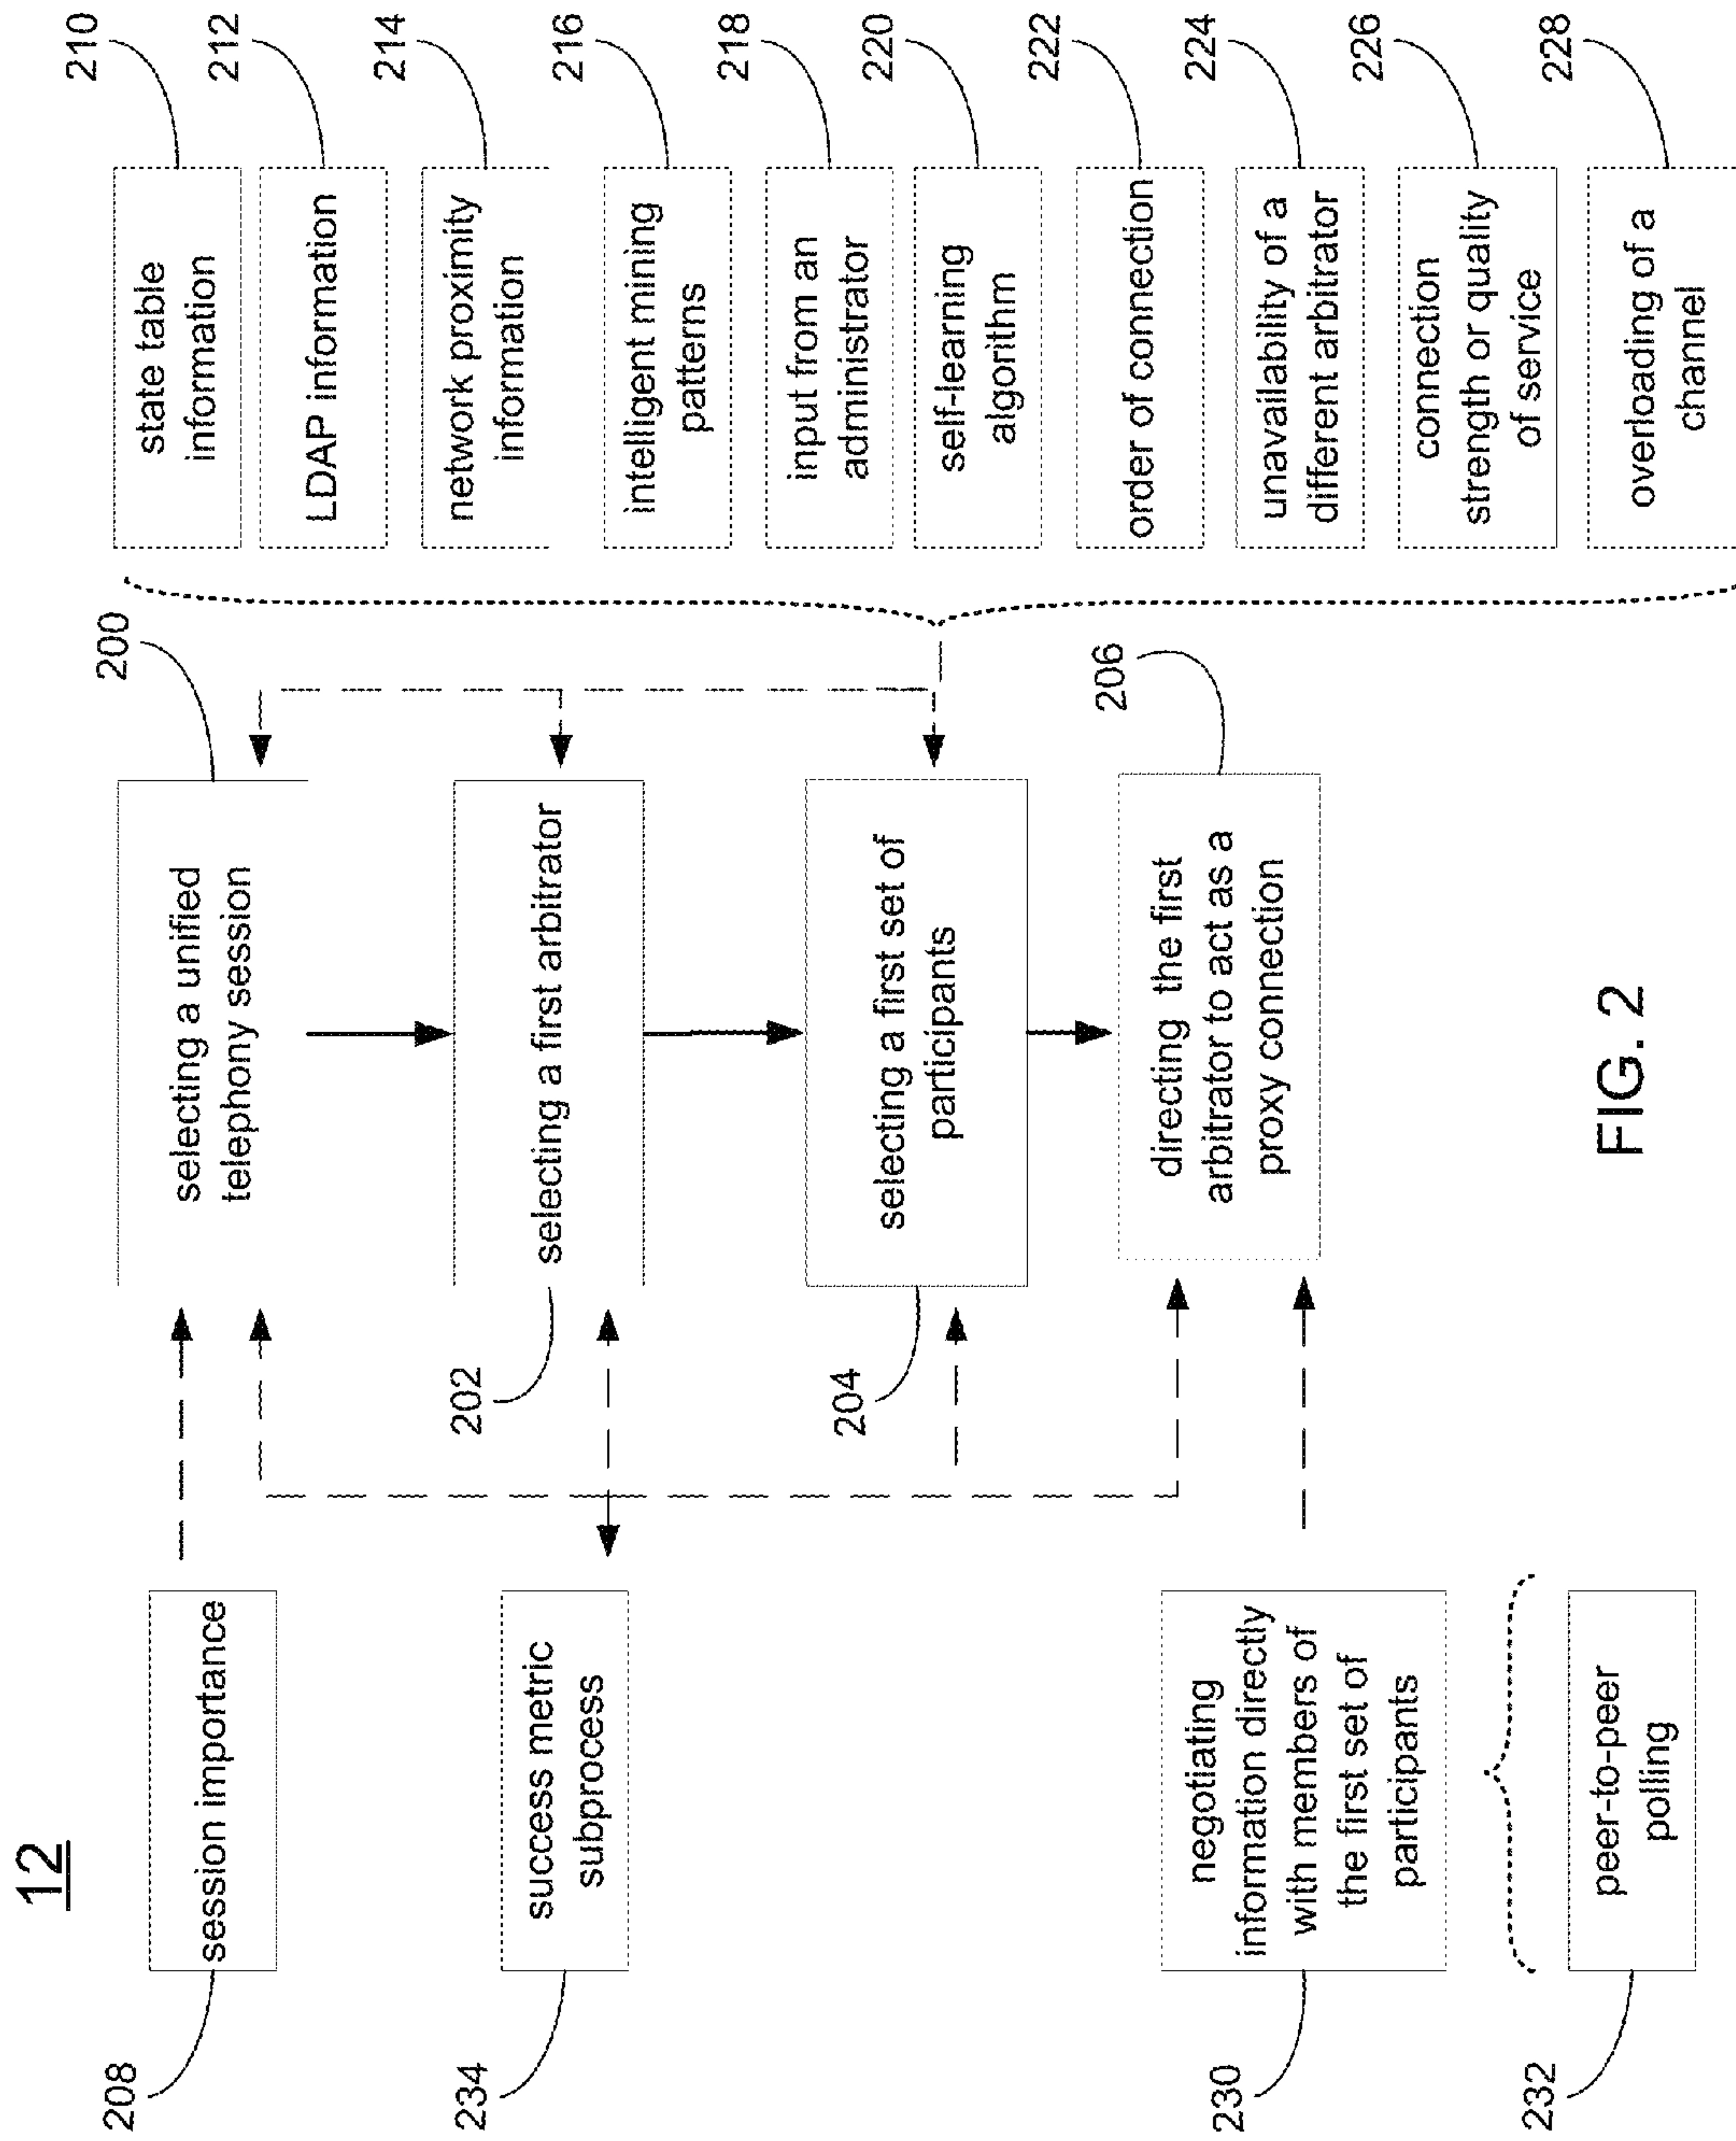 12
208
session importance
234
success metric
subprocess
230
negotiating
information directly
with members of
the first set of
participants
232
peer-to-peer
polling
200
selecting a unified
telephony session
202
selecting a first arbitrator
204
selecting a first set of
participants
206
directing the first
arbitrator to act as a
proxy connection
state table
information
210
LDAP information
212
network proximity
information
214
intelligent mining
patterns
216
input from an
administrator
218
self-learning
algorithm
220
order of connection
222
unavailability of a
different arbitrator
224
connection
strength or quality
of service
226
overloading of a
channel
228
FIG. 2